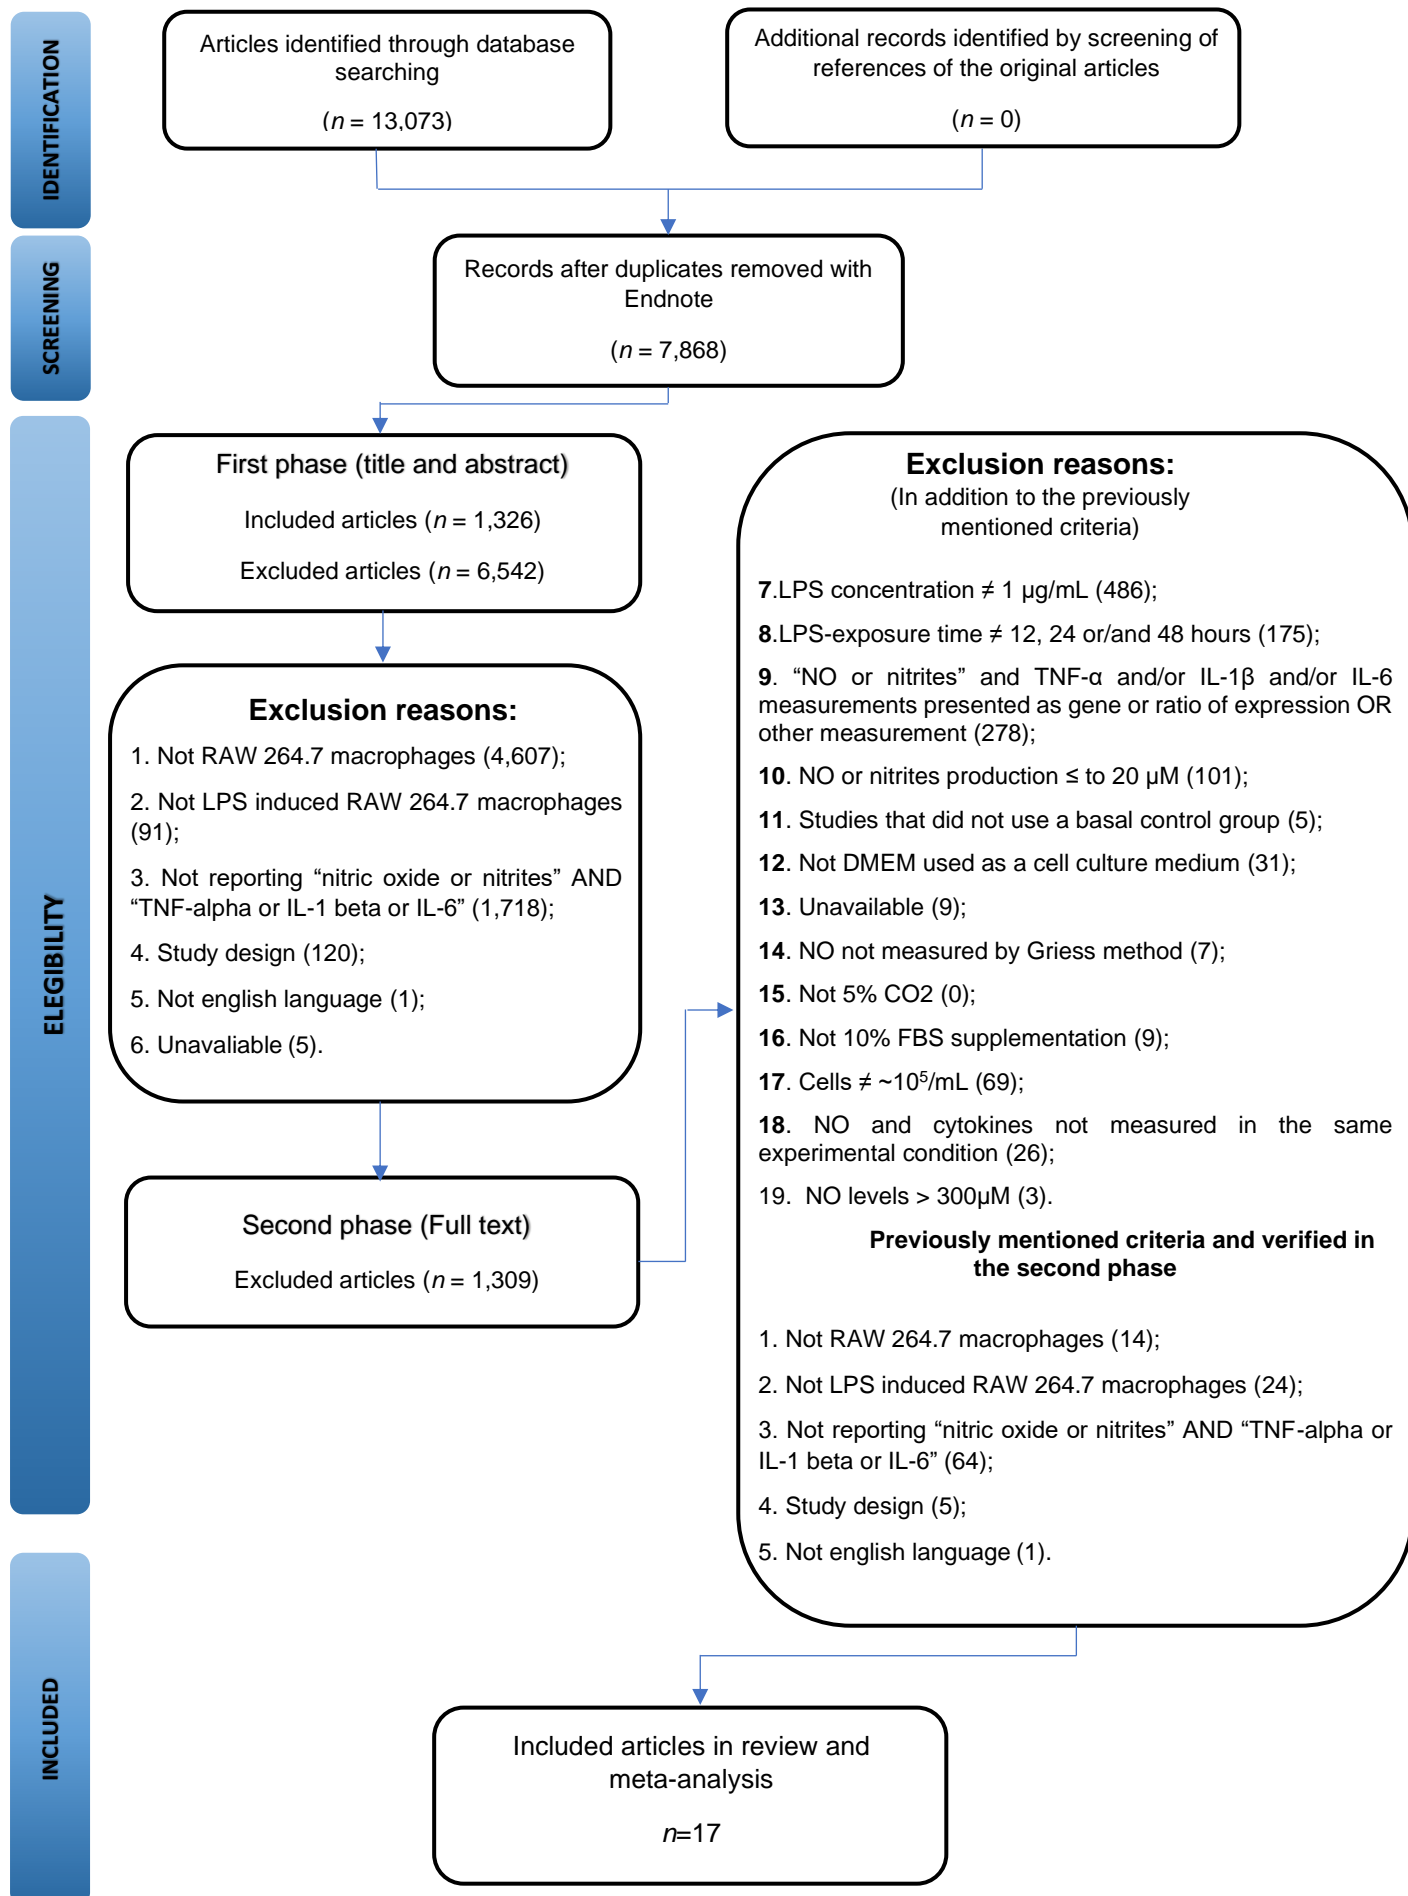 IDENTIFICATION
Articles identified through database
searching
(n = 13,073)
Additional records identified by screening of
references of the original articles
(n = 0)
SCREENING
Records after duplicates removed with
Endnote
(n = 7,868)
ELEGIBILITY
First phase (title and abstract)
Included articles (n = 1,326)
Excluded articles (n = 6,542)
Exclusion reasons:
1. Not RAW 264.7 macrophages (4,607);
2. Not LPS induced RAW 264.7 macrophages
(91);
3. Not reporting “nitric oxide or nitrites” AND
“TNF-alpha or IL-1 beta or IL-6” (1,718);
4. Study design (120);
5. Not english language (1);
6. Unavaliable (5).
Second phase (Full text)
Excluded articles (n = 1,309)
Exclusion reasons:
(In addition to the previously
mentioned criteria)
7.LPS concentration ≠ 1 μg/mL (486);
8.LPS-exposure time ≠ 12, 24 or/and 48 hours (175);
9. “NO or nitrites” and TNF-α and/or IL-1β and/or IL-6
measurements presented as gene or ratio of expression OR
other measurement (278);
10. NO or nitrites production ≤ to 20 μM (101);
11. Studies that did not use a basal control group (5);
12. Not DMEM used as a cell culture medium (31);
13. Unavailable (9);
14. NO not measured by Griess method (7);
15. Not 5% CO2 (0);
16. Not 10% FBS supplementation (9);
17. Cells ≠ ~10⁵/mL (69);
18. NO and cytokines not measured in the same
experimental condition (26);
19. NO levels > 300μM (3).
Previously mentioned criteria and verified in
the second phase
1. Not RAW 264.7 macrophages (14);
2. Not LPS induced RAW 264.7 macrophages (24);
3. Not reporting “nitric oxide or nitrites” AND “TNF-alpha or
IL-1 beta or IL-6” (64);
4. Study design (5);
5. Not english language (1).
INCLUDED
Included articles in review and
meta-analysis
n=17